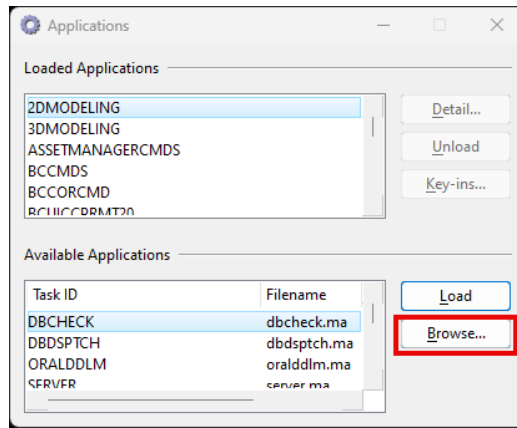 Applications
Loaded Applications
2DMODELING
3DMODELING
ASSETMANAGERCMDS
BCCMDS
BCCORCMD
BCUICCPRMT20
Detail...
Unload
Key-ins...
Available Applications
Task ID Filename
DBCHECK dbcheck.ma
DBDSPTCH dbdsptch.ma
ORALDDLM oralddlm.ma
SERVER server.ma
Load
Browse...